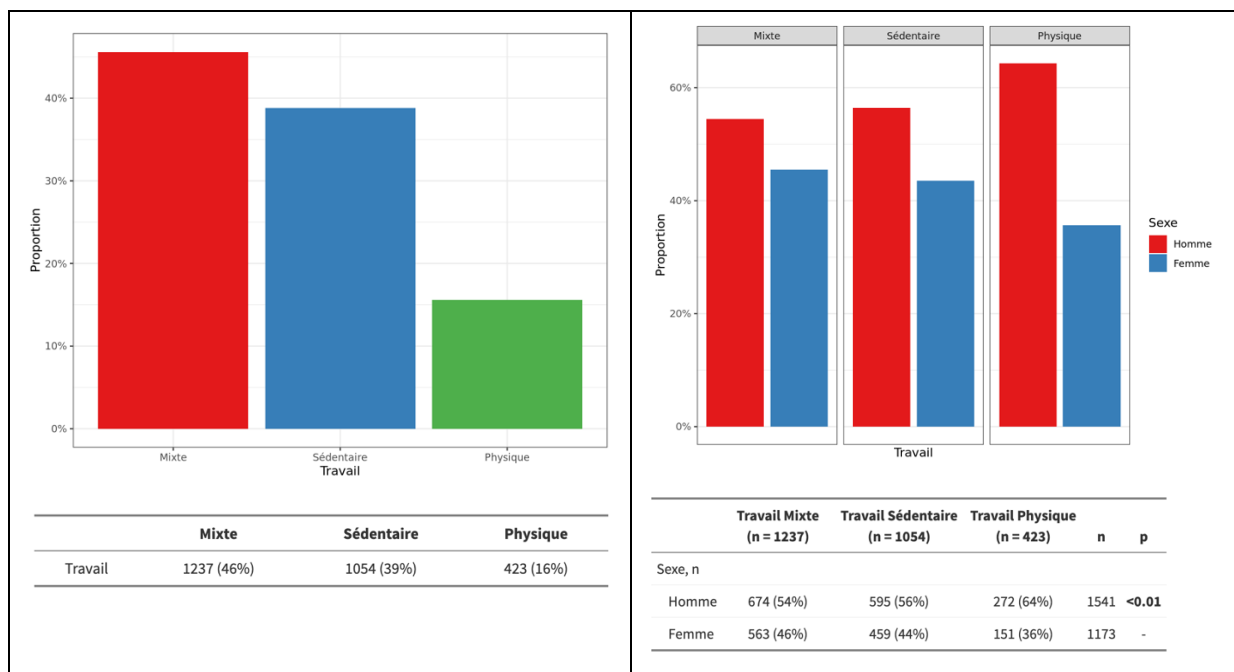 40%
30%
20%
10%
0%
Proportion
Mixte Sédentaire Physique
Travail
Mixte Sédentaire Physique
Travail 1237 (46%) 1054 (39%) 423 (16%)
Mixte Sédentaire Physique
60%
40%
20%
0%
Proportion
Travail
Sexe
Homme
Femme
Travail Mixte Travail Sédentaire Travail Physique
(n = 1237) (n = 1054) (n = 423) n p
Sexe, n
Homme 674 (54%) 595 (56%) 272 (64%) 1541 <0.01
Femme 563 (46%) 459 (44%) 151 (36%) 1173 -